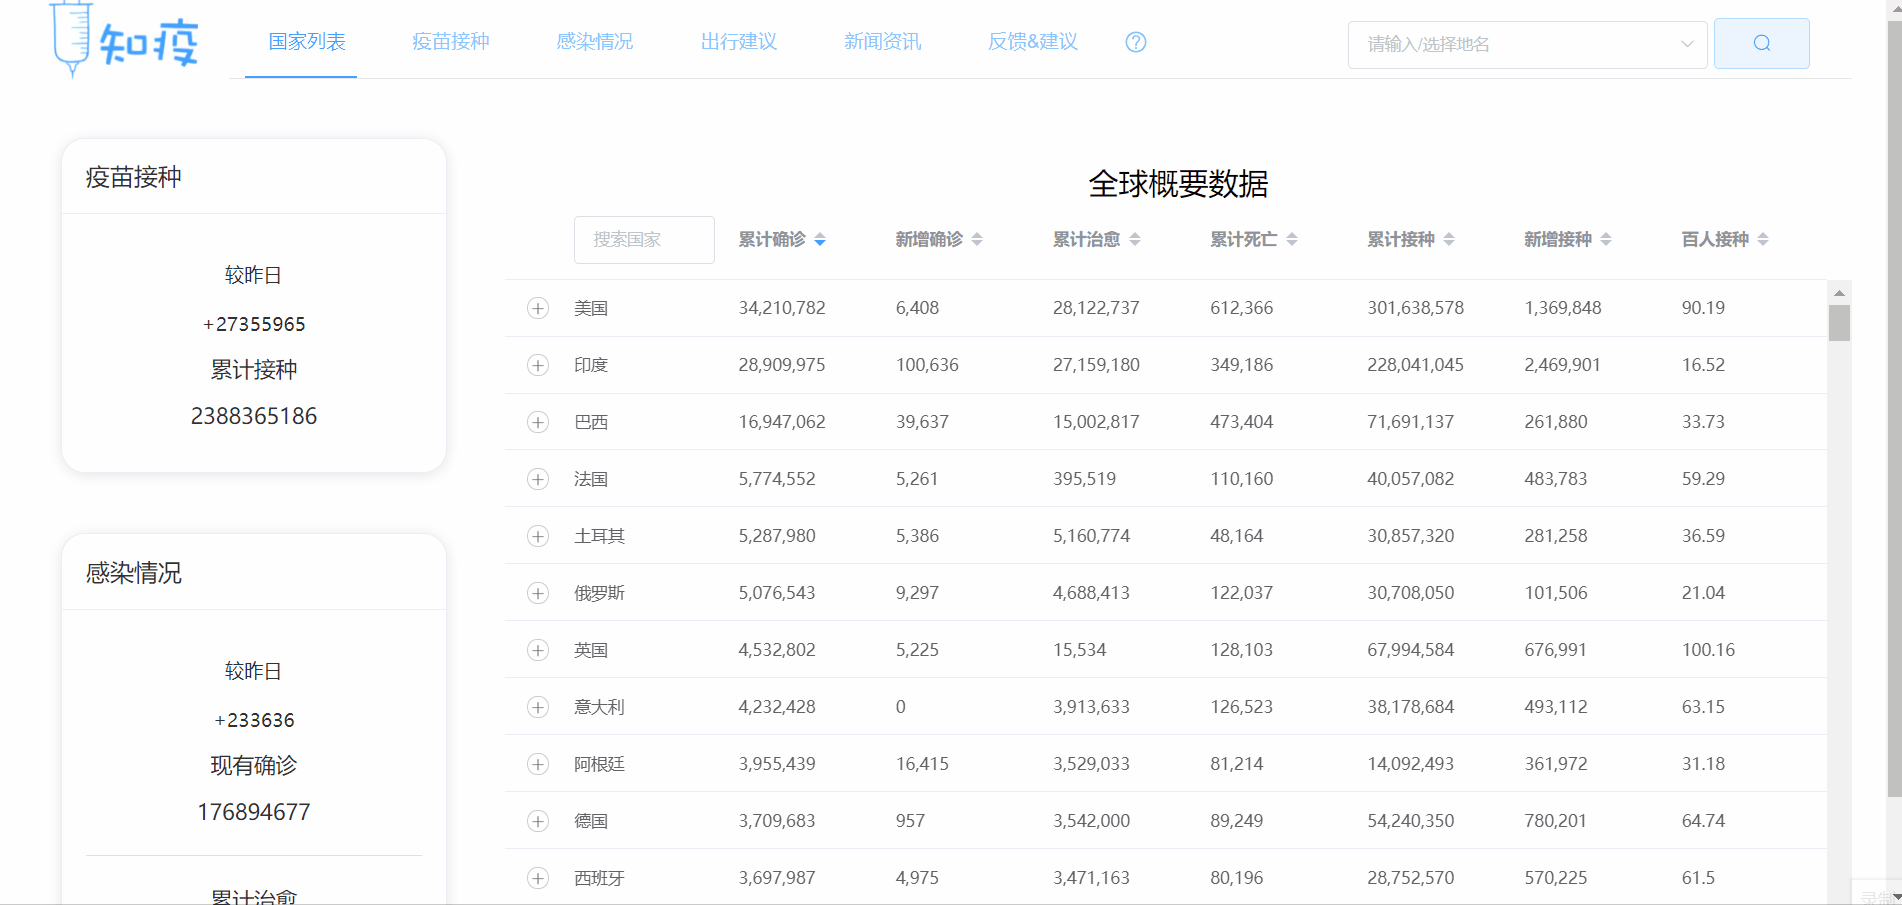 知疫 国家列表 疫苗接种 感染情况 出行建议 新闻资讯 反馈&建议 ? 请输入/选择地名
疫苗接种
较昨日
+27355965
累计接种
2388365186
感染情况
较昨日
+233636
现有确诊
176894677
累计治愈
全球概要数据
搜索国家 累计确诊 新增确诊 累计治愈 累计死亡 累计接种 新增接种 百人接种
美国 34,210,782 6,408 28,122,737 612,366 301,638,578 1,369,848 90.19
印度 28,909,975 100,636 27,159,180 349,186 228,041,045 2,469,901 16.52
巴西 16,947,062 39,637 15,002,817 473,404 71,691,137 261,880 33.73
法国 5,774,552 5,261 395,519 110,160 40,057,082 483,783 59.29
土耳其 5,287,980 5,386 5,160,774 48,164 30,857,320 281,258 36.59
俄罗斯 5,076,543 9,297 4,688,413 122,037 30,708,050 101,506 21.04
英国 4,532,802 5,225 15,534 128,103 67,994,584 676,991 100.16
意大利 4,232,428 0 3,913,633 126,523 38,178,684 493,112 63.15
阿根廷 3,955,439 16,415 3,529,033 81,214 14,092,493 361,972 31.18
德国 3,709,683 957 3,542,000 89,249 54,240,350 780,201 64.74
西班牙 3,697,987 4,975 3,471,163 80,196 28,752,570 570,225 61.5